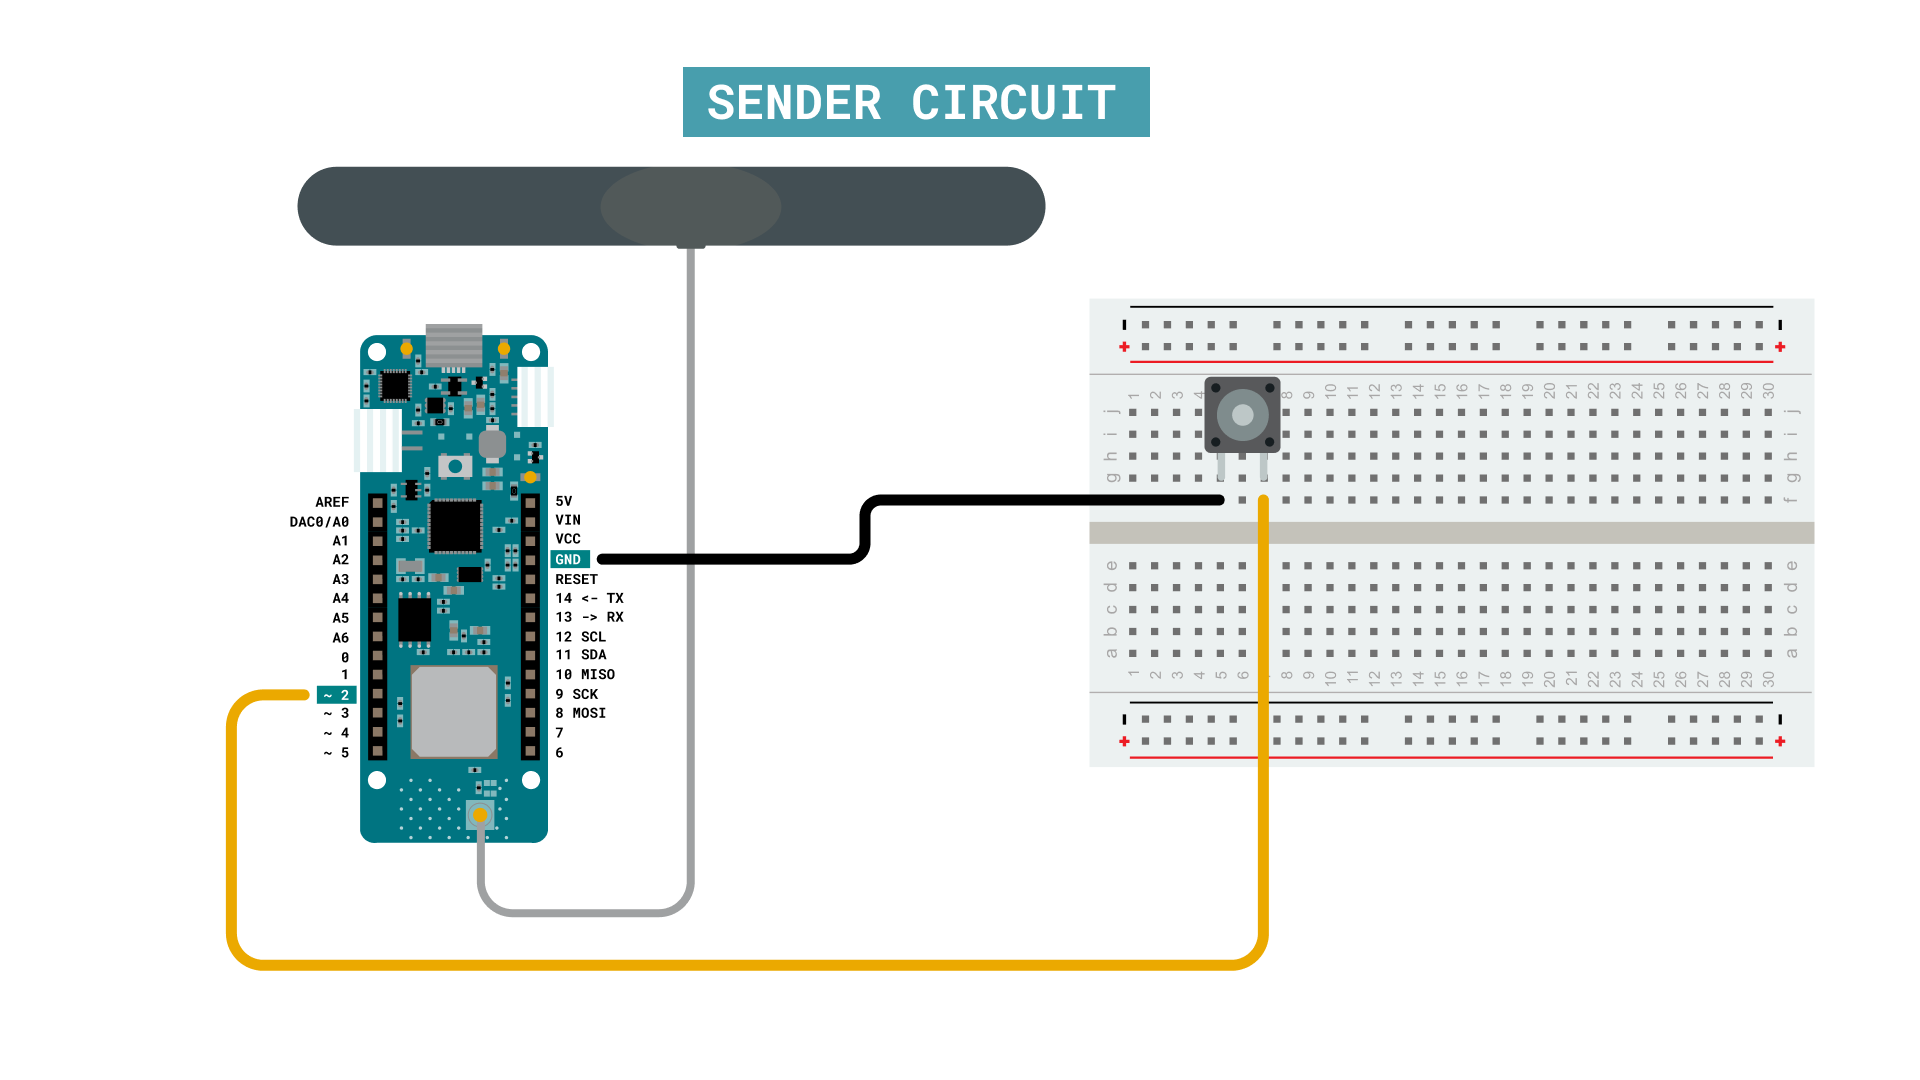 SENDER CIRCUIT
AREF
DAC0/A0
A1
A2
A3
A4
A5
A6
0
1
~ 2
~ 3
~ 4
~ 5
5V
VIN
VCC
GND
RESET
14 <- TX
13 -> RX
12 SCL
11 SDA
10 MISO
9 SCK
8 MOSI
7
6
1 2 3 4 8 9 10 11 12 13 14 15 16 17 18 19 20 21 22 23 24 25 26 27 28 29 30
j j
i i
h h
g g
f f
e e
d d
c c
b b
a a
1 2 3 4 5 6 8 9 10 11 12 13 14 15 16 17 18 19 20 21 22 23 24 25 26 27 28 29 30